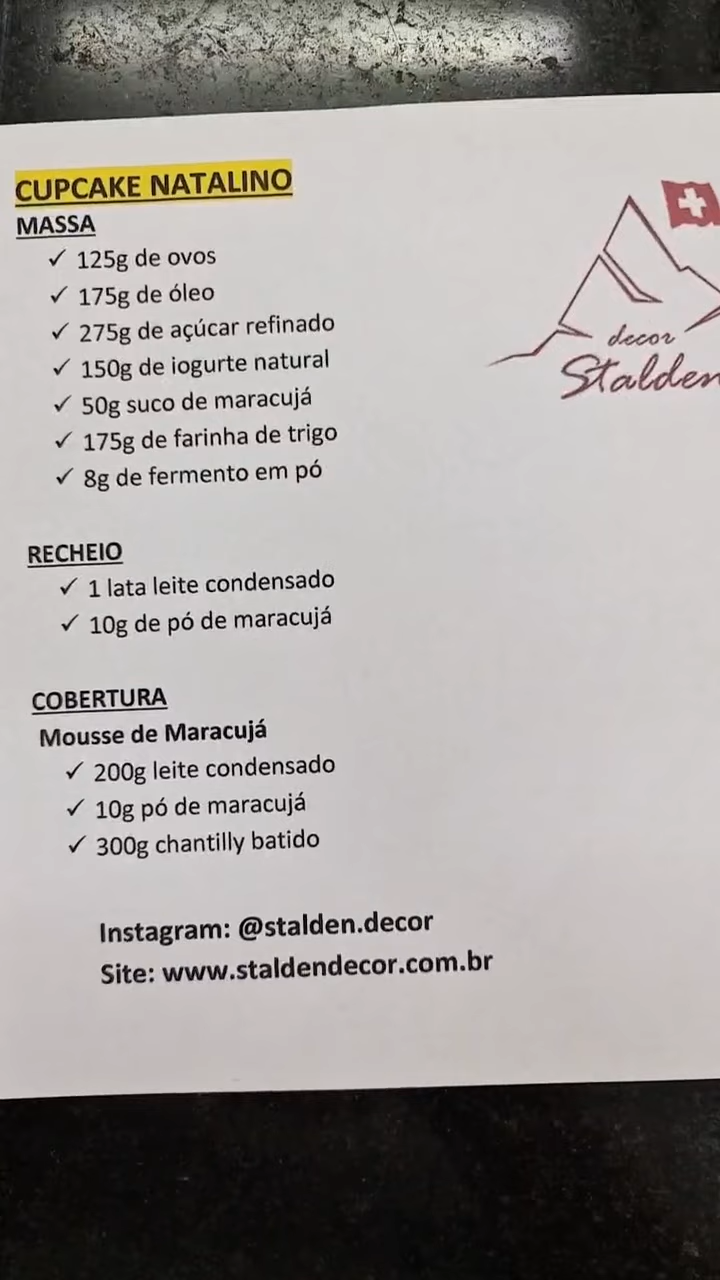 CUPCAKE NATALINO
MASSA
✓ 125g de ovos
✓ 175g de óleo
✓ 275g de açúcar refinado
✓ 150g de iogurte natural
✓ 50g suco de maracujá
✓ 175g de farinha de trigo
✓ 8g de fermento em pó
decor
Stalden
RECHEIO
✓ 1 lata leite condensado
✓ 10g de pó de maracujá
COBERTURA
Mousse de Maracujá
✓ 200g leite condensado
✓ 10g pó de maracujá
✓ 300g chantilly batido
Instagram: @stalden.decor
Site: www.staldendecor.com.br